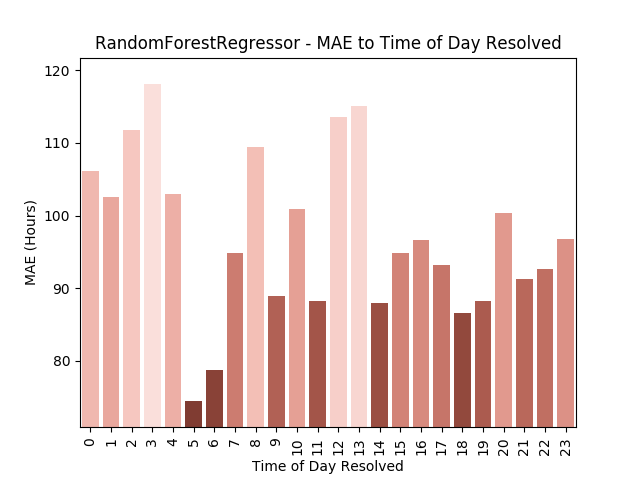 RandomForestRegressor - MAE to Time of Day Resolved
120
110
100
90
80
MAE (Hours)
0 1 2 3 4 5 6 7 8 9 10 11 12 13 14 15 16 17 18 19 20 21 22 23
Time of Day Resolved